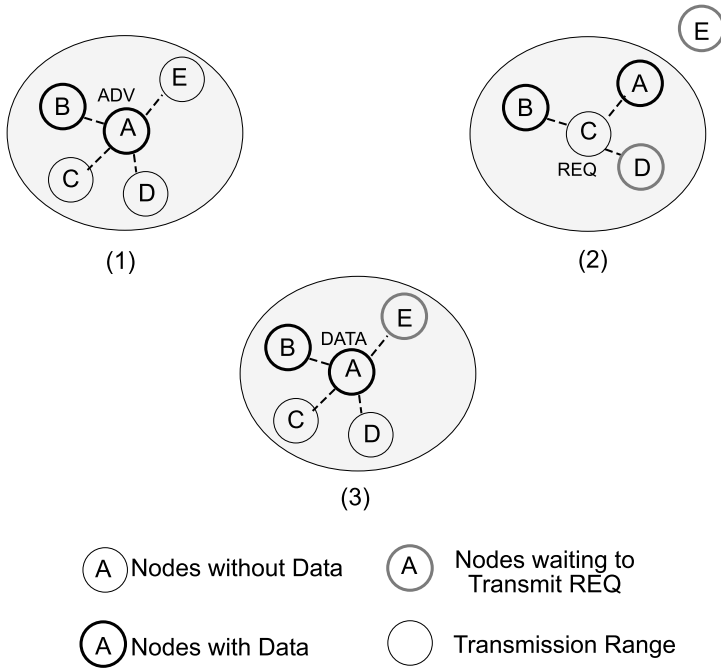 E
ADV
B
A
C
D
(1)
E
A
B
C
D
REQ
(2)
E
DATA
B
A
C
D
(3)
A Nodes without Data
A Nodes waiting to
Transmit REQ
A Nodes with Data
Transmission Range